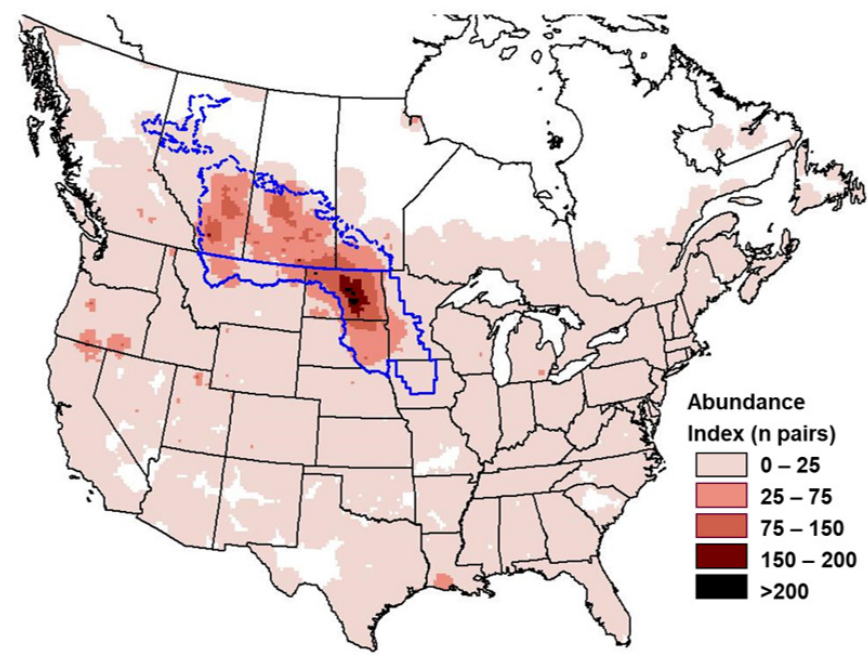 Abundance
Index (n pairs)
0 – 25
25 – 75
75 – 150
150 – 200
>200